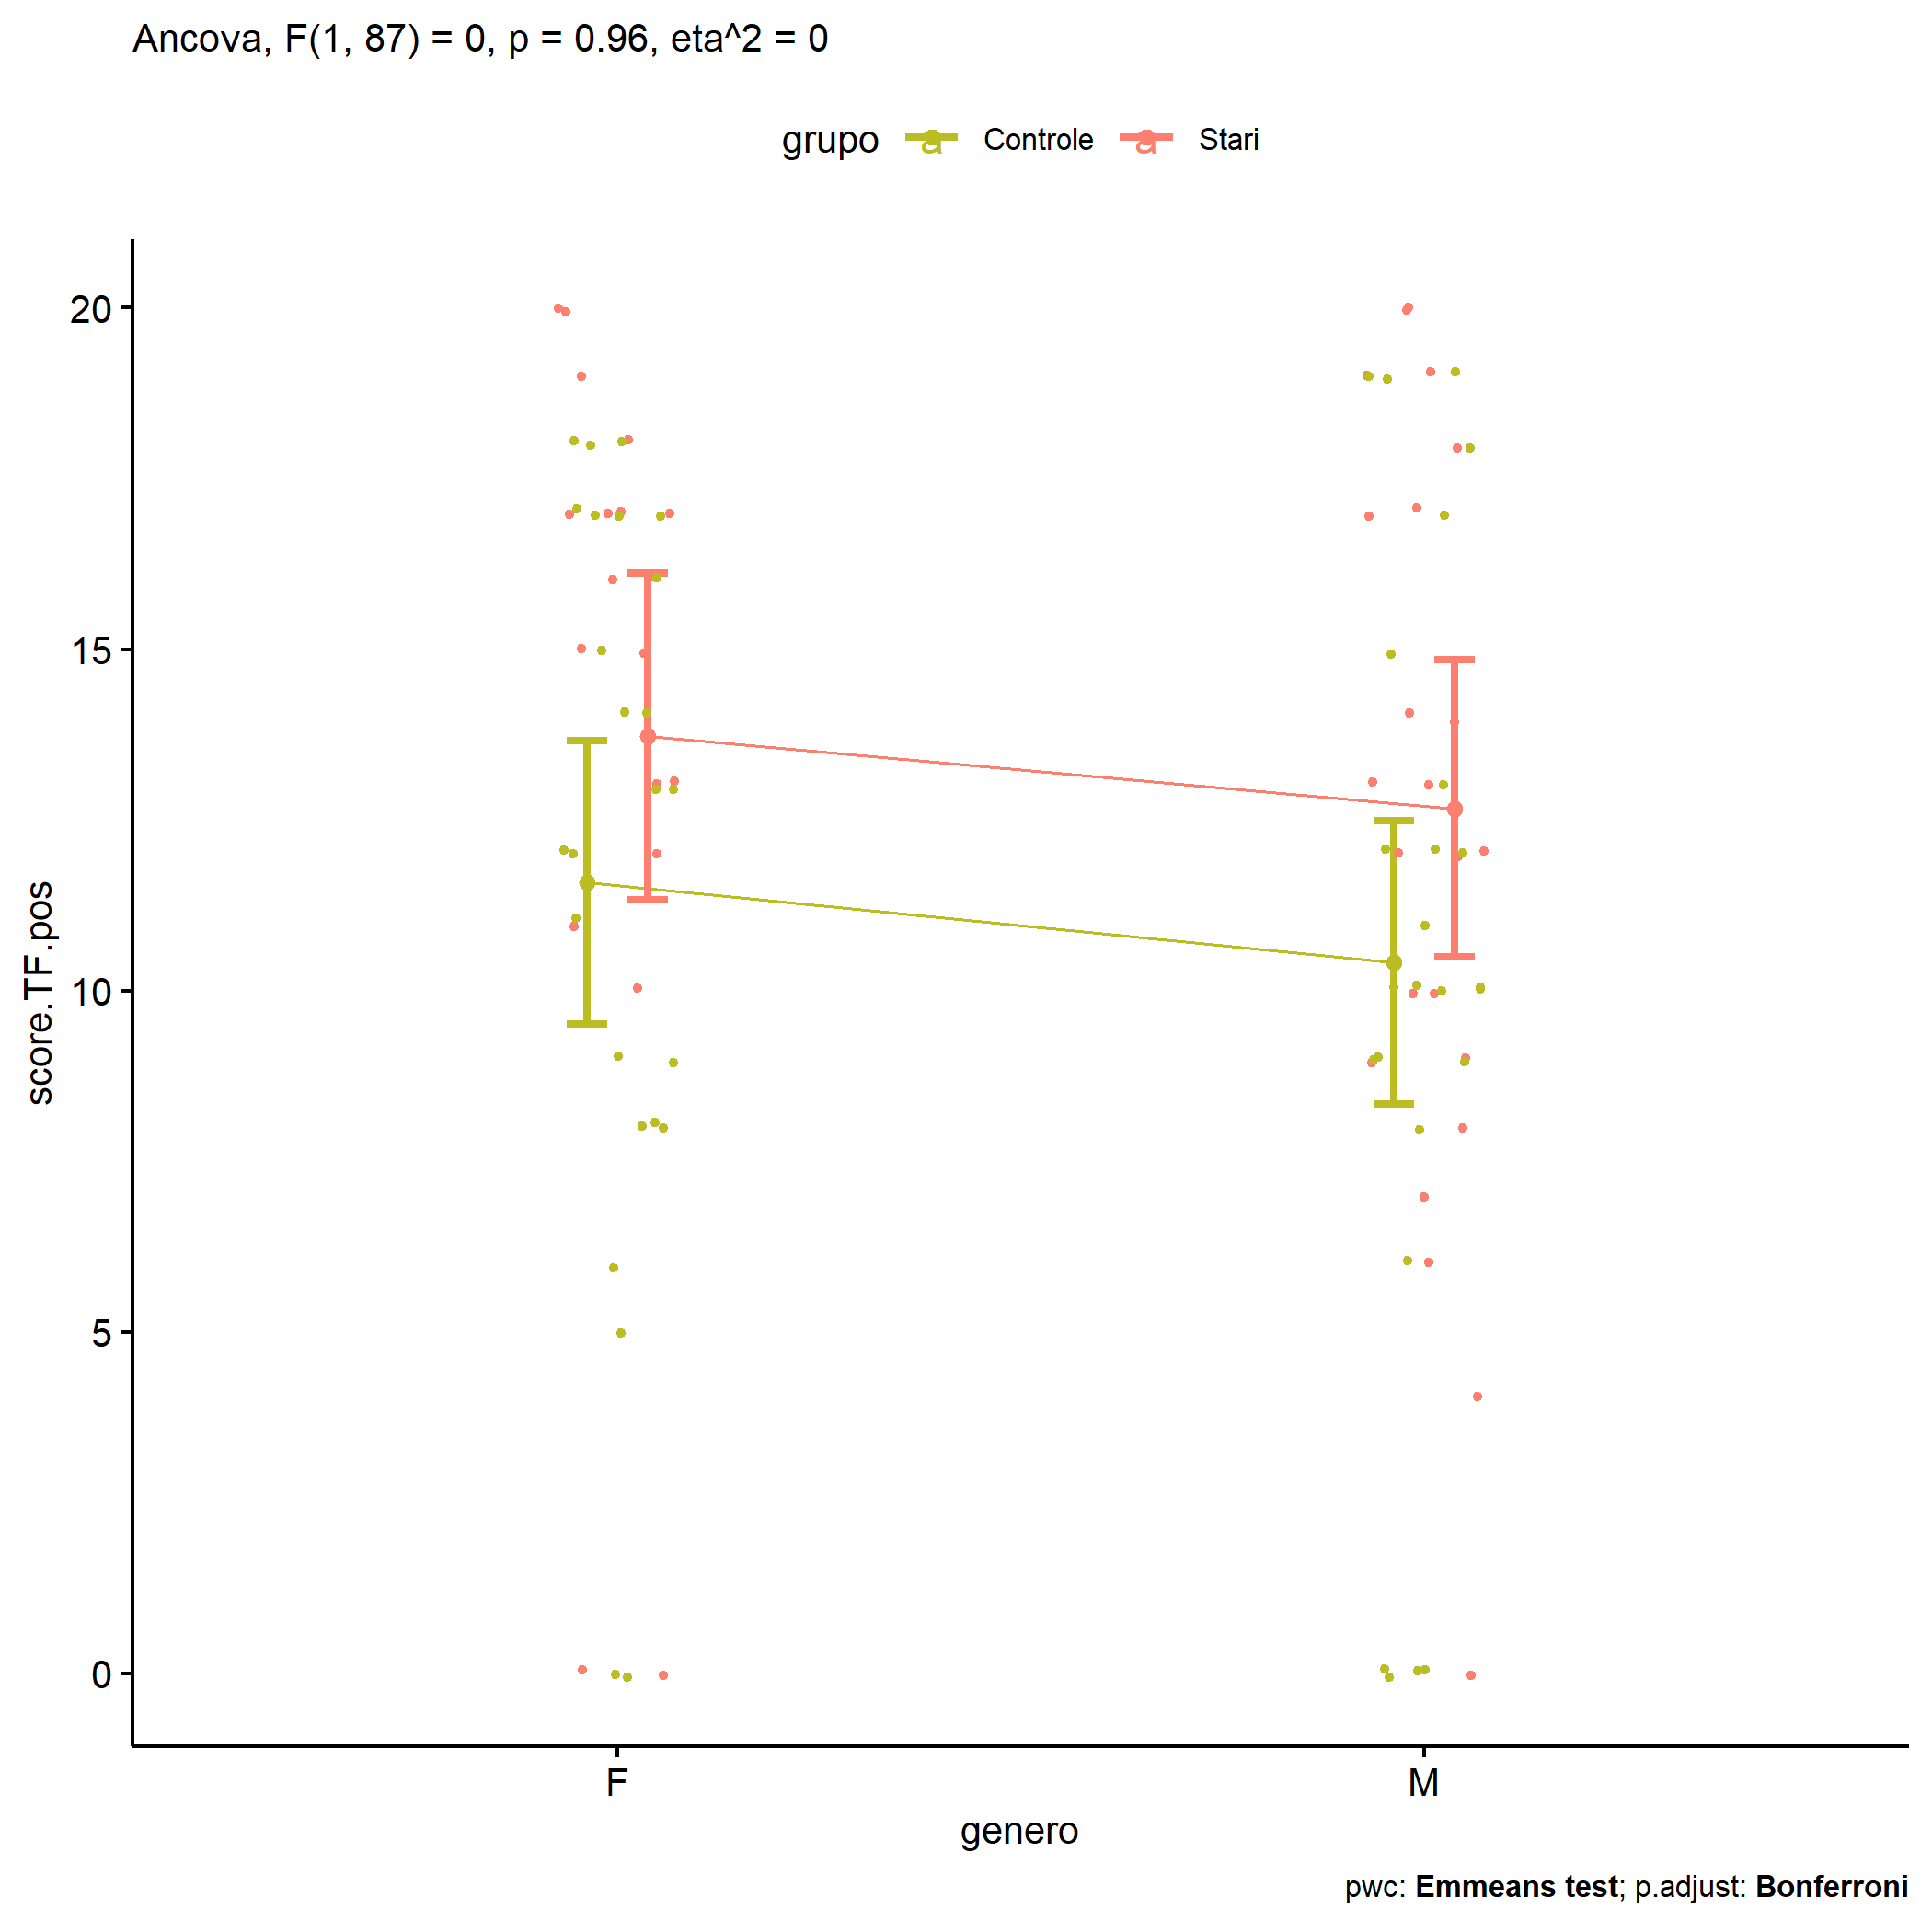 Ancova, F(1, 87) = 0, p = 0.96, eta^2 = 0
grupo a Controle a Stari
20
15
10
5
0
score.TF.pos
F M
genero
pwc: Emmeans test; p.adjust: Bonferroni